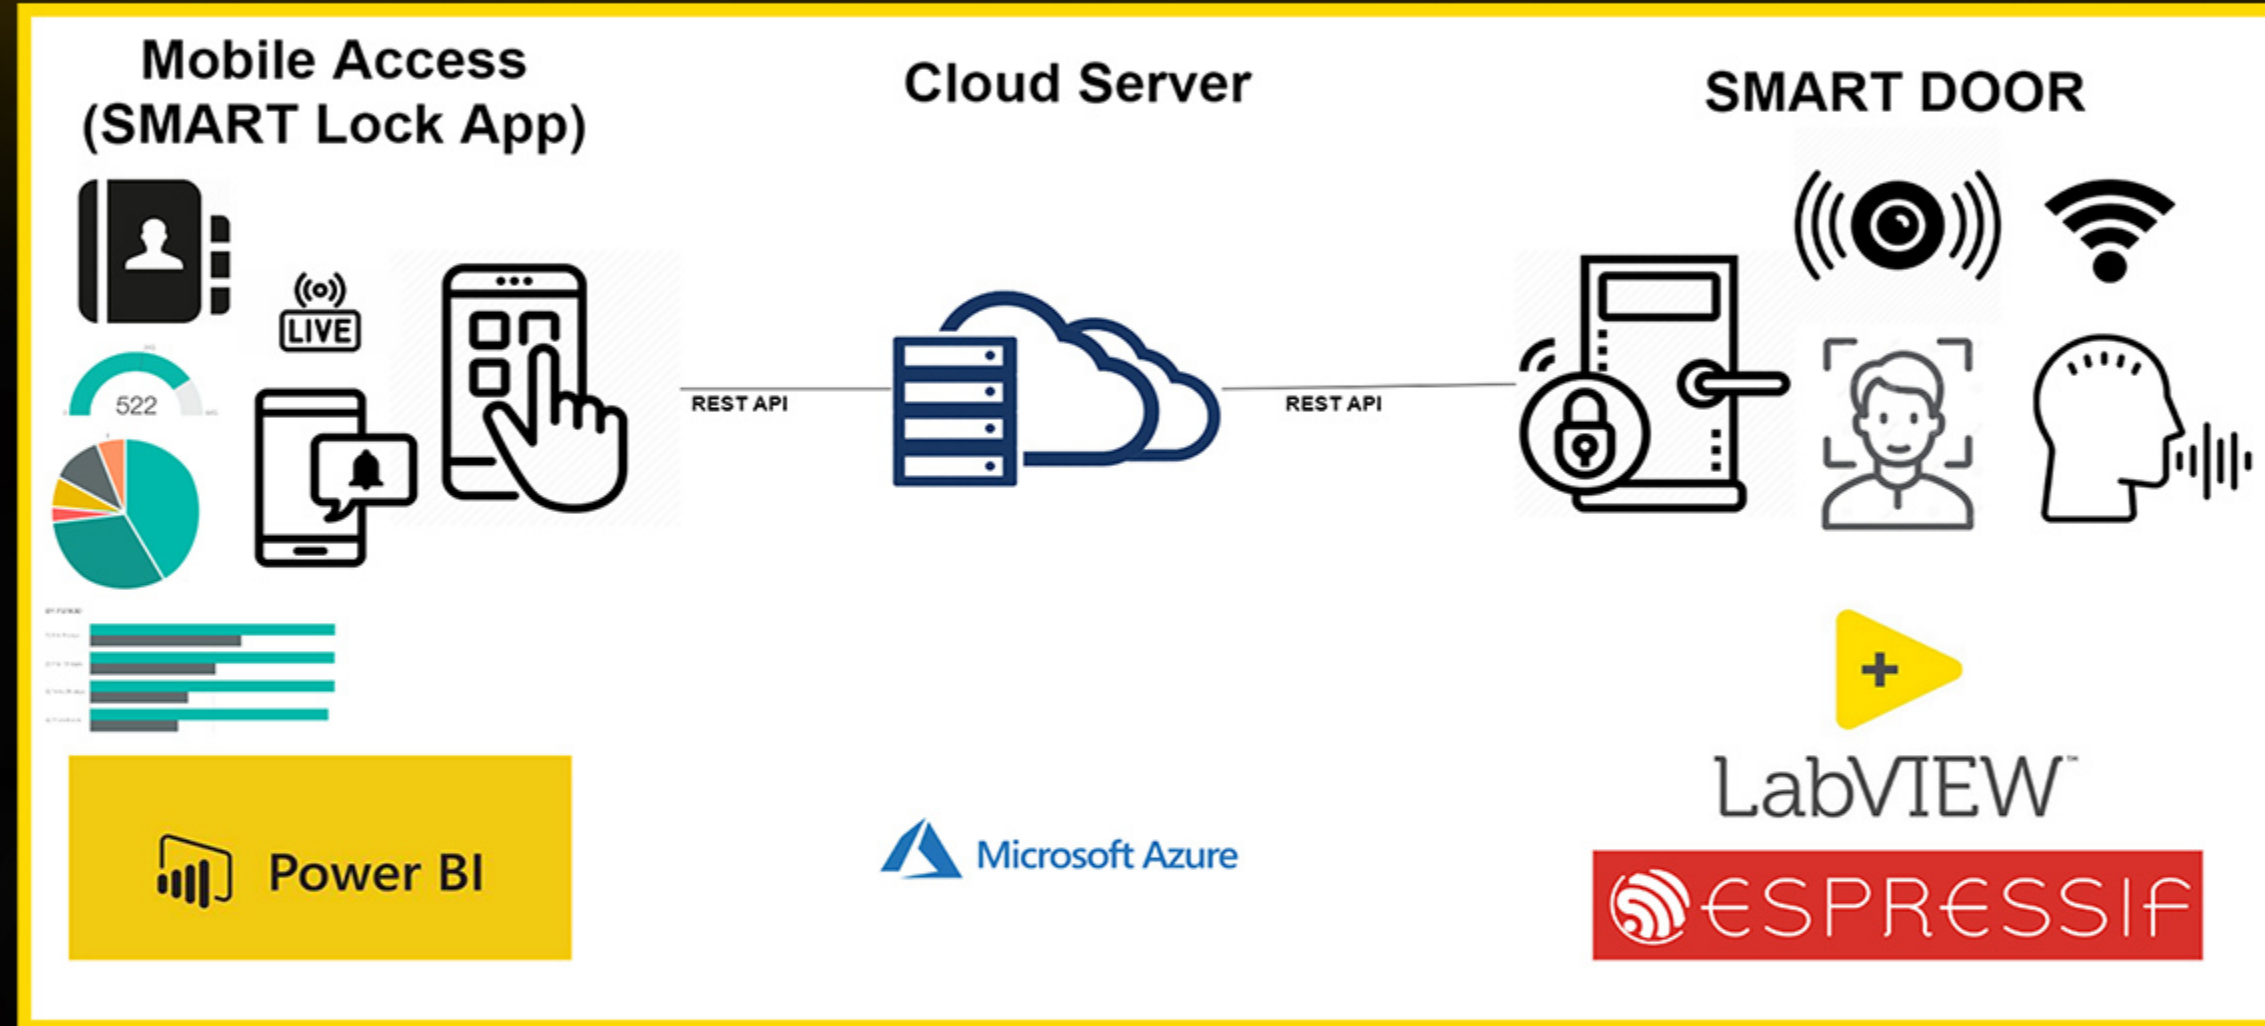 Mobile Access
(SMART Lock App)
Cloud Server
SMART DOOR
LIVE
522
REST API
REST API
Power BI
Microsoft Azure
LabVIEW™
ESPRESSIF